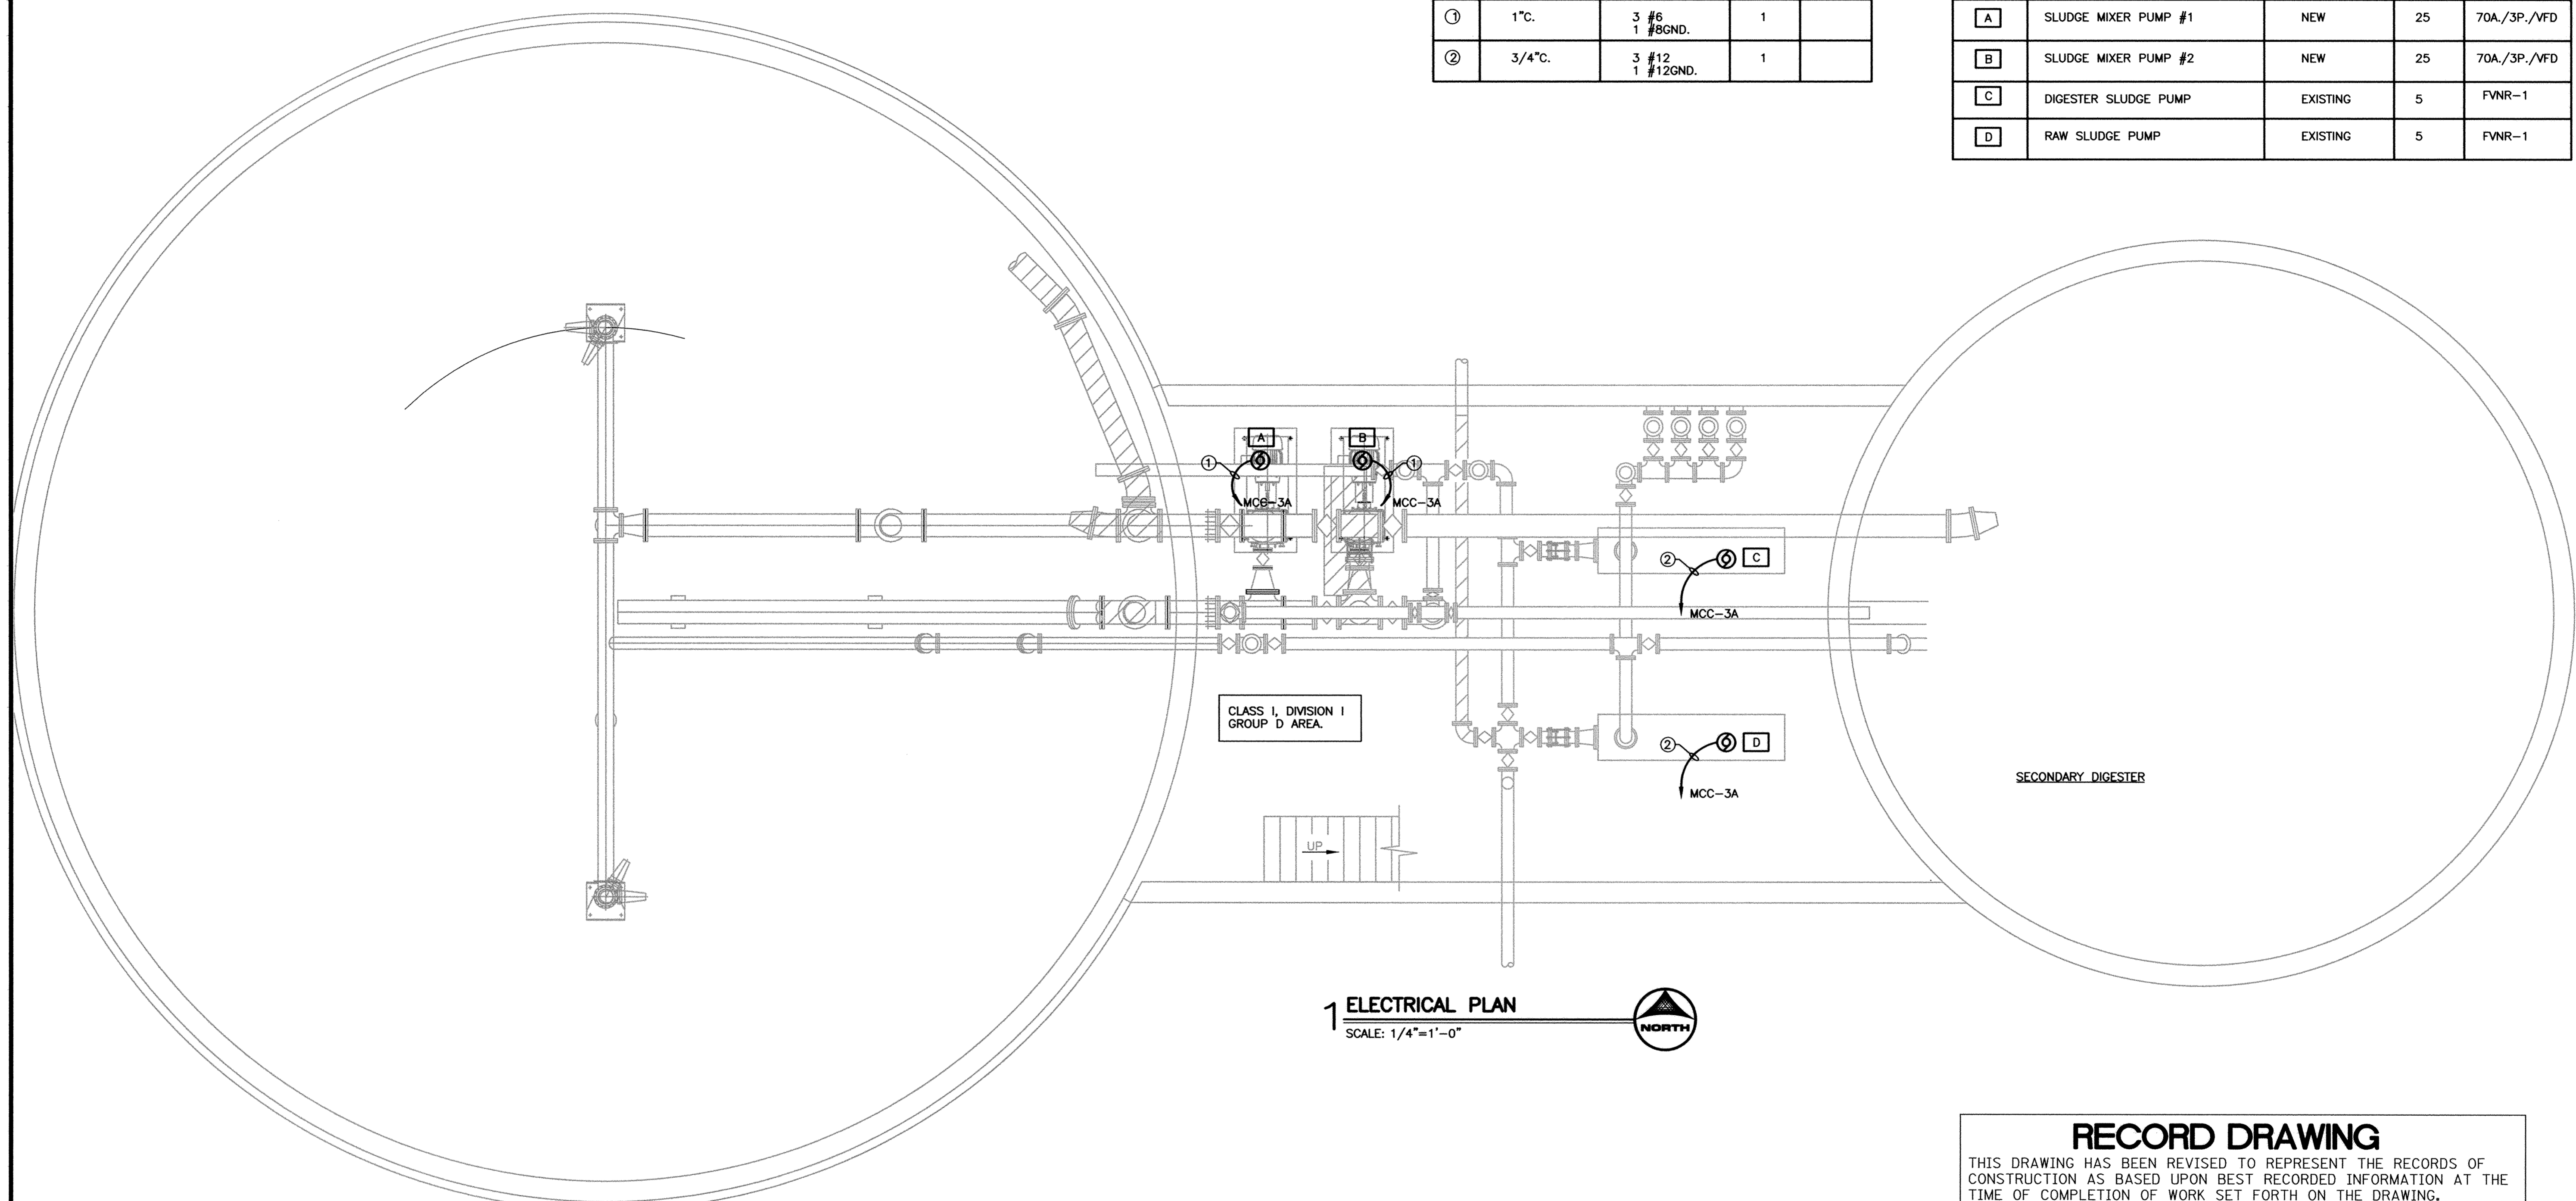 ① 1"C. 3 #6 1
1 #8GND.
② 3/4"C. 3 #12 1
1 #12GND.
A SLUDGE MIXER PUMP #1 NEW 25 70A./3P./VFD
B SLUDGE MIXER PUMP #2 NEW 25 70A./3P./VFD
C DIGESTER SLUDGE PUMP EXISTING 5 FVNR-1
D RAW SLUDGE PUMP EXISTING 5 FVNR-1
A
B
1
1
MCC-3A
MCC-3A
2
C
MCC-3A
CLASS I, DIVISION I
GROUP D AREA.
2
D
MCC-3A
SECONDARY DIGESTER
UP
1 ELECTRICAL PLAN
SCALE: 1/4"=1'-0"
NORTH
RECORD DRAWING
THIS DRAWING HAS BEEN REVISED TO REPRESENT THE RECORDS OF
CONSTRUCTION AS BASED UPON BEST RECORDED INFORMATION AT THE
TIME OF COMPLETION OF WORK SET FORTH ON THE DRAWING.